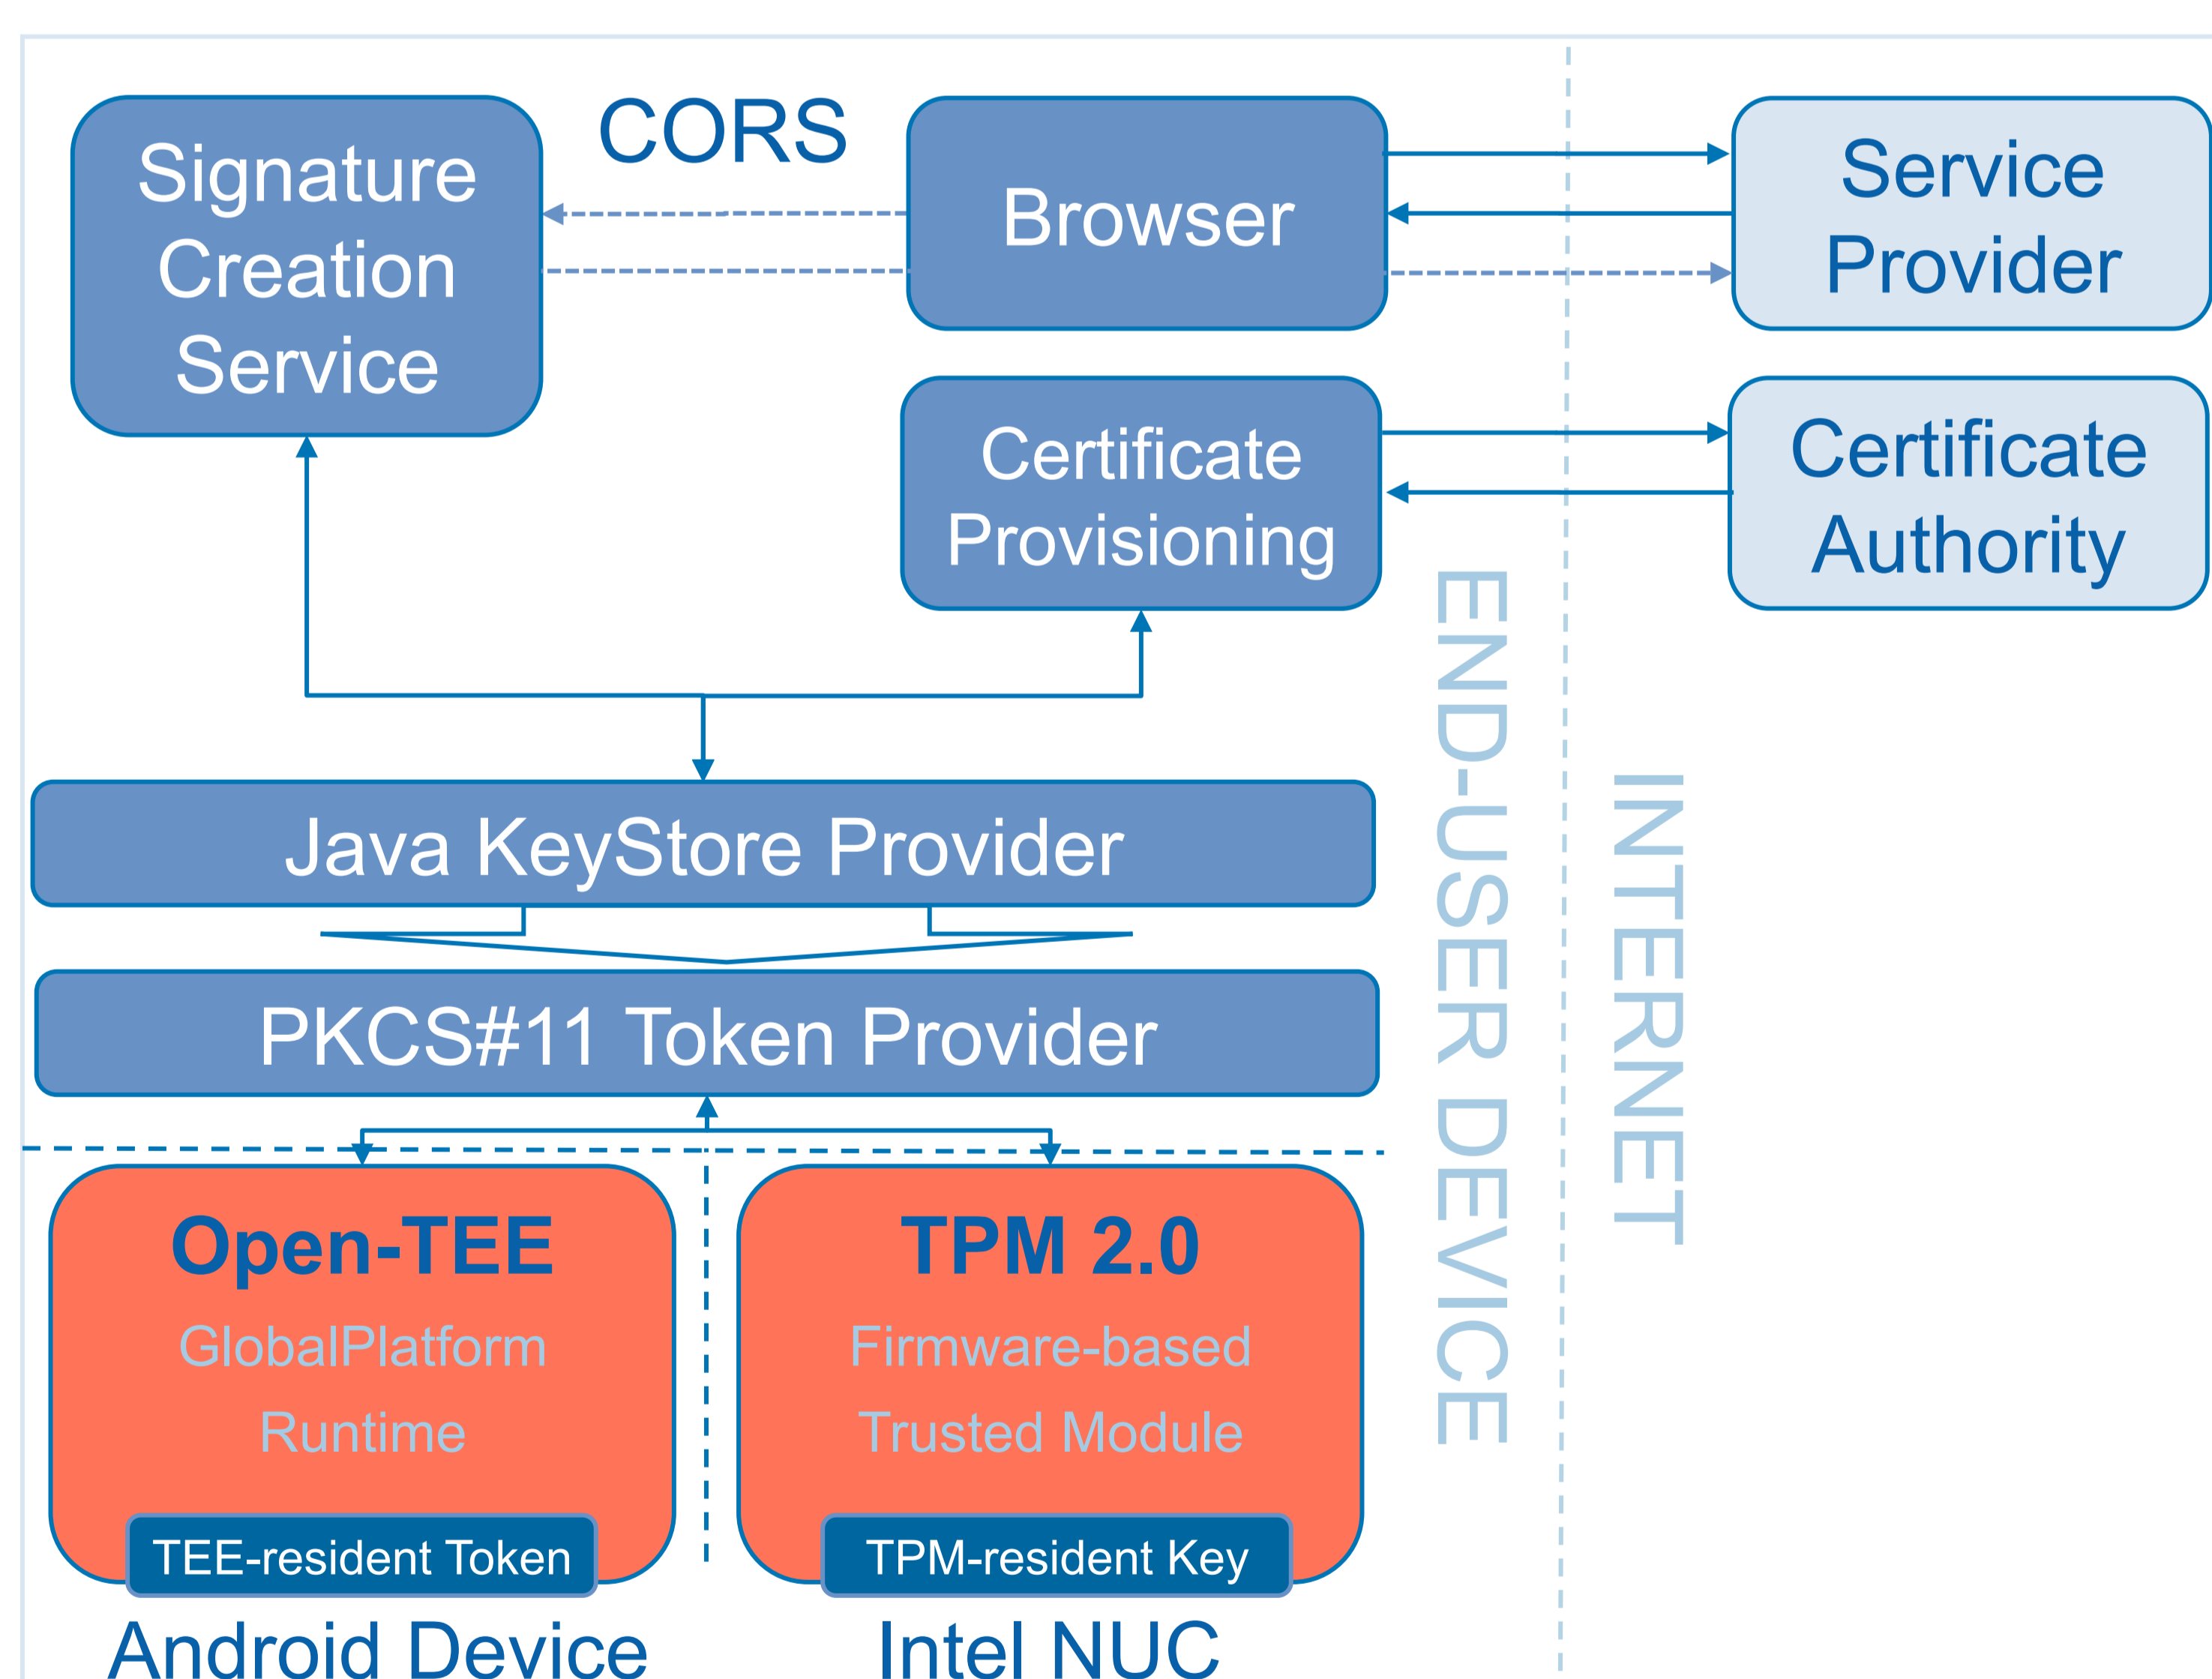 Signature
Creation
Service
CORS
Browser
Service
Provider
Certificate
Provisioning
Certificate
Authority
END-USER DEVICE
INTERNET
Java KeyStore Provider
PKCS#11 Token Provider
Open-TEE
GlobalPlatform
Runtime
TEE-resident Token
Android Device
TPM 2.0
Firmware-based
Trusted Module
TPM-resident Key
Intel NUC